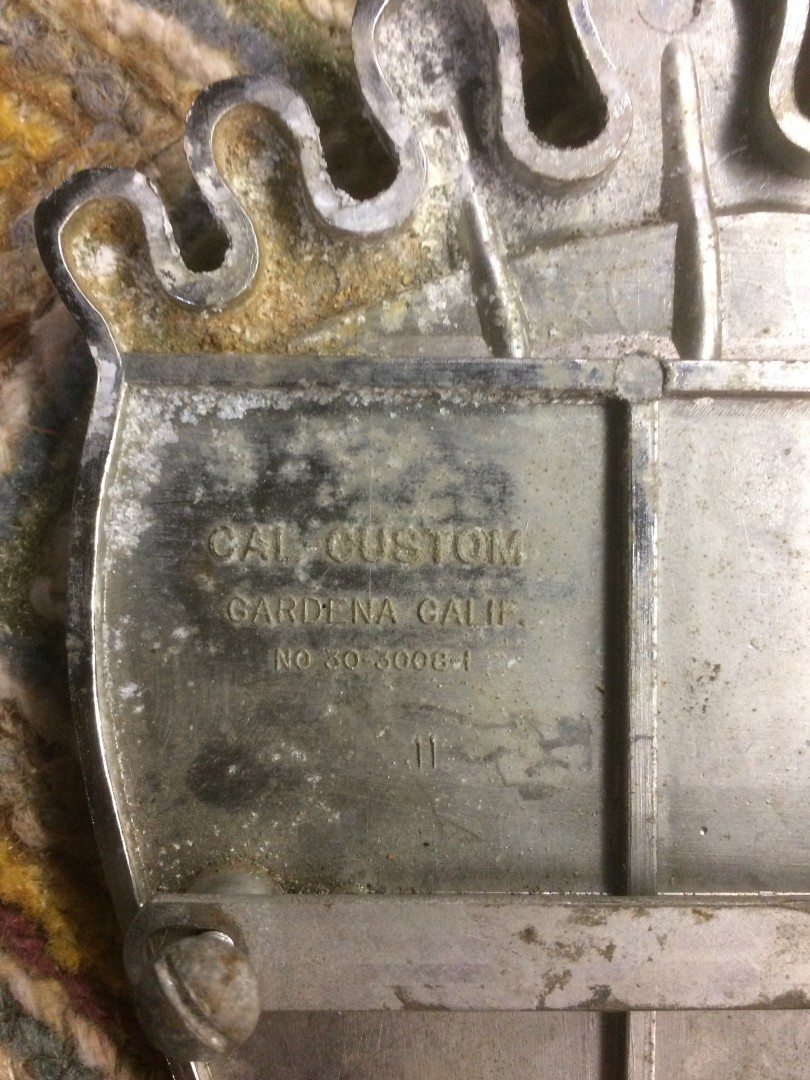 CAL CUSTOM
GARDENA CALIF.
NO 30-3008-1
11